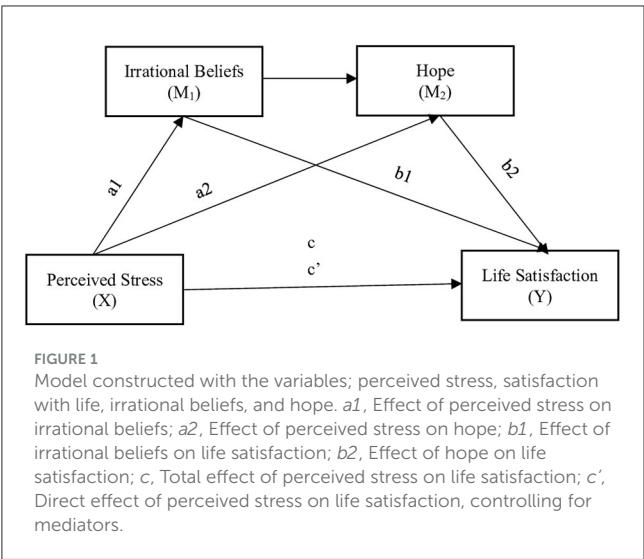 Irrational Beliefs
(M₁)
Hope
(M₂)
a1
a2
b1
b2
c
c’
Perceived Stress
(X)
Life Satisfaction
(Y)
FIGURE 1
Model constructed with the variables; perceived stress, satisfaction
with life, irrational beliefs, and hope. a1, Effect of perceived stress on
irrational beliefs; a2, Effect of perceived stress on hope; b1, Effect of
irrational beliefs on life satisfaction; b2, Effect of hope on life
satisfaction; c, Total effect of perceived stress on life satisfaction; c′,
Direct effect of perceived stress on life satisfaction, controlling for
mediators.